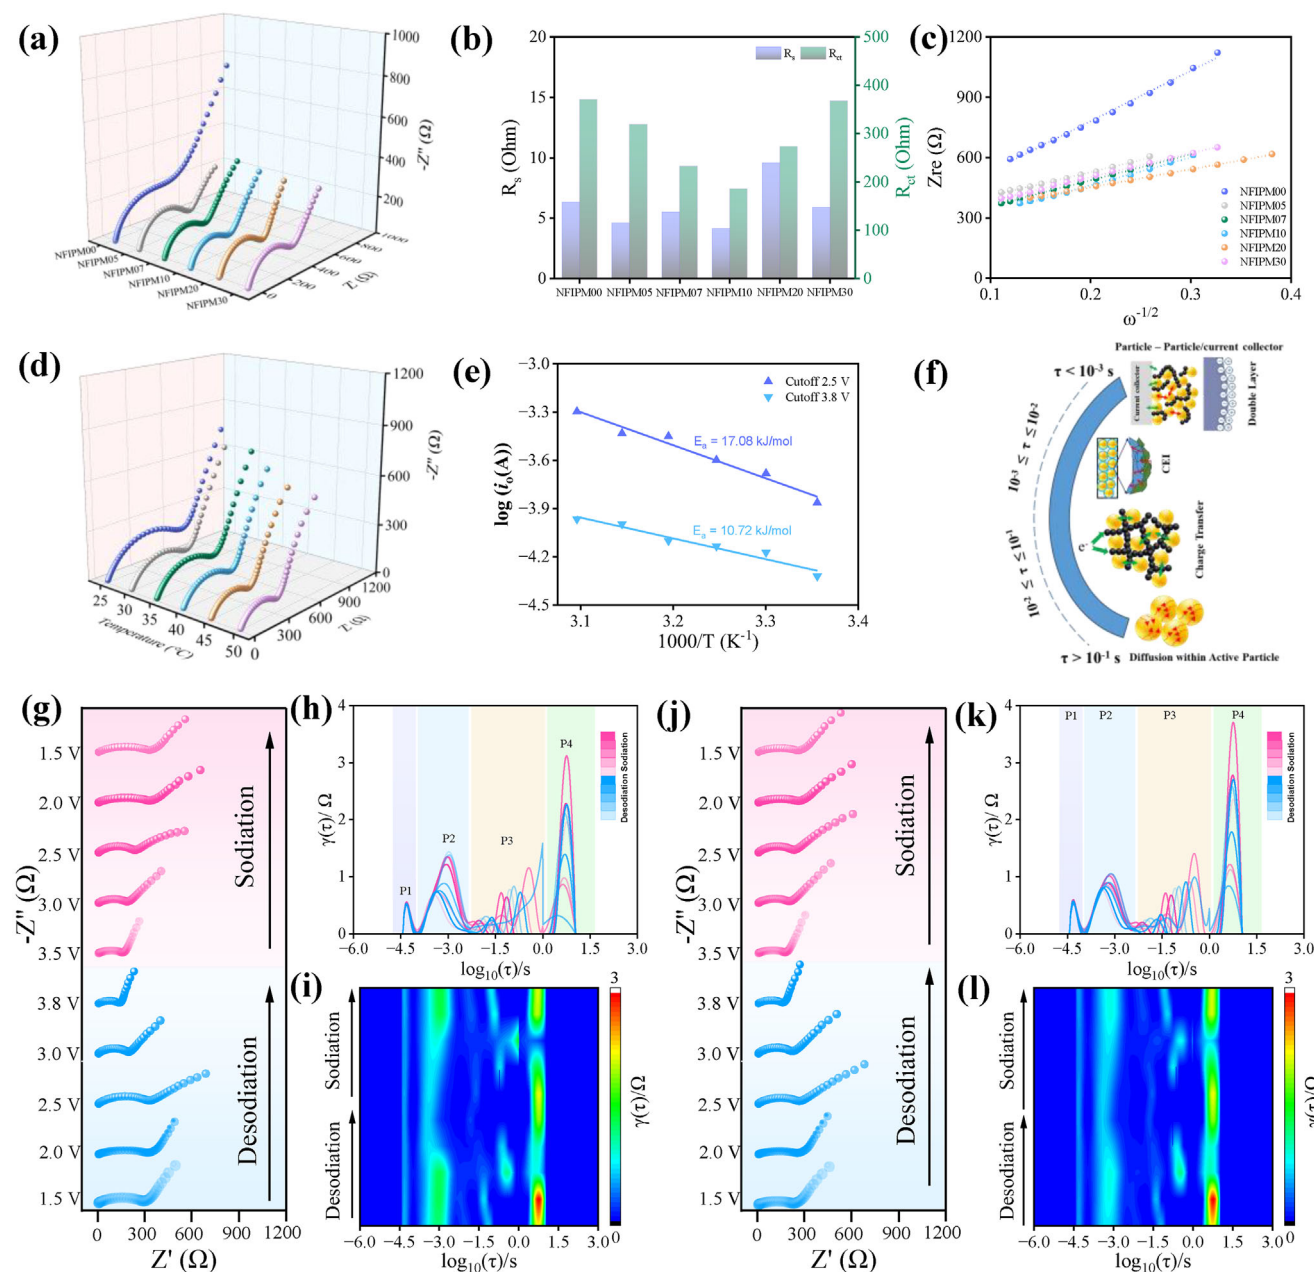 (a)
1000
800
600
400
200
0
-Z'' (Ω)
NFIPM00
NFIPM05
NFIPM07
NFIPM10
NFIPM20
NFIPM30
0
200
400
600
800
1000
Z' (Ω)
(b)
20
15
10
5
0
Rs (Ohm)
Rs
Rct
500
400
300
200
100
0
Rct (Ohm)
NFIPM00 NFIPM05 NFIPM07 NFIPM10 NFIPM20 NFIPM30
(c)
1200
900
600
300
0
Zre (Ω)
NFIPM00
NFIPM05
NFIPM07
NFIPM10
NFIPM20
NFIPM30
0.1 0.2 0.3 0.4
ω-1/2
(d)
1200
900
600
300
0
-Z'' (Ω)
25
30
35
40
45
50
Temperature (°C)
0
300
600
900
1200
Z' (Ω)
(e)
−3.0
−3.3
−3.6
−3.9
−4.2
−4.5
log (io(A))
Cutoff 2.5 V
Cutoff 3.8 V
Ea = 17.08 kJ/mol
Ea = 10.72 kJ/mol
3.1 3.2 3.3 3.4
1000/T (K-1)
(f)
Particle – Particle/current collector
τ < 10-3 s
Current collector
Double Layer
10-3 ≤ τ ≤10-2
CEI
10-2 ≤ τ ≤10-1
e-
Charge Transfer
τ > 10-1 s
Diffusion within Active Particle
(g)
1.5 V
2.0 V
2.5 V
3.0 V
3.5 V
3.8 V
3.0 V
2.5 V
2.0 V
1.5 V
-Z'' (Ω)
Sodiation
Desodiation
0 300 600 900 1200
Z' (Ω)
(h)
4
3
2
1
0
γ(τ)/ Ω
P1
P2
P3
P4
Desodiation Sodiation
−6.0 −4.5 −3.0 −1.5 0.0 1.5 3.0
log10(τ)/s
(i)
Sodiation
Desodiation
3
0
γ(τ)/Ω
−6.0 −4.5 −3.0 −1.5 0.0 1.5 3.0
log10(τ)/s
(j)
1.5 V
2.0 V
2.5 V
3.0 V
3.5 V
3.8 V
3.0 V
2.5 V
2.0 V
1.5 V
-Z'' (Ω)
Sodiation
Desodiation
0 300 600 900 1200
Z' (Ω)
(k)
4
3
2
1
0
γ(τ)/ Ω
P1
P2
P3
P4
Desodiation Sodiation
−6.0 −4.5 −3.0 −1.5 0.0 1.5 3.0
log10(τ)/s
(l)
Sodiation
Desodiation
3
0
γ(τ)/Ω
−6.0 −4.5 −3.0 −1.5 0.0 1.5 3.0
log10(τ)/s